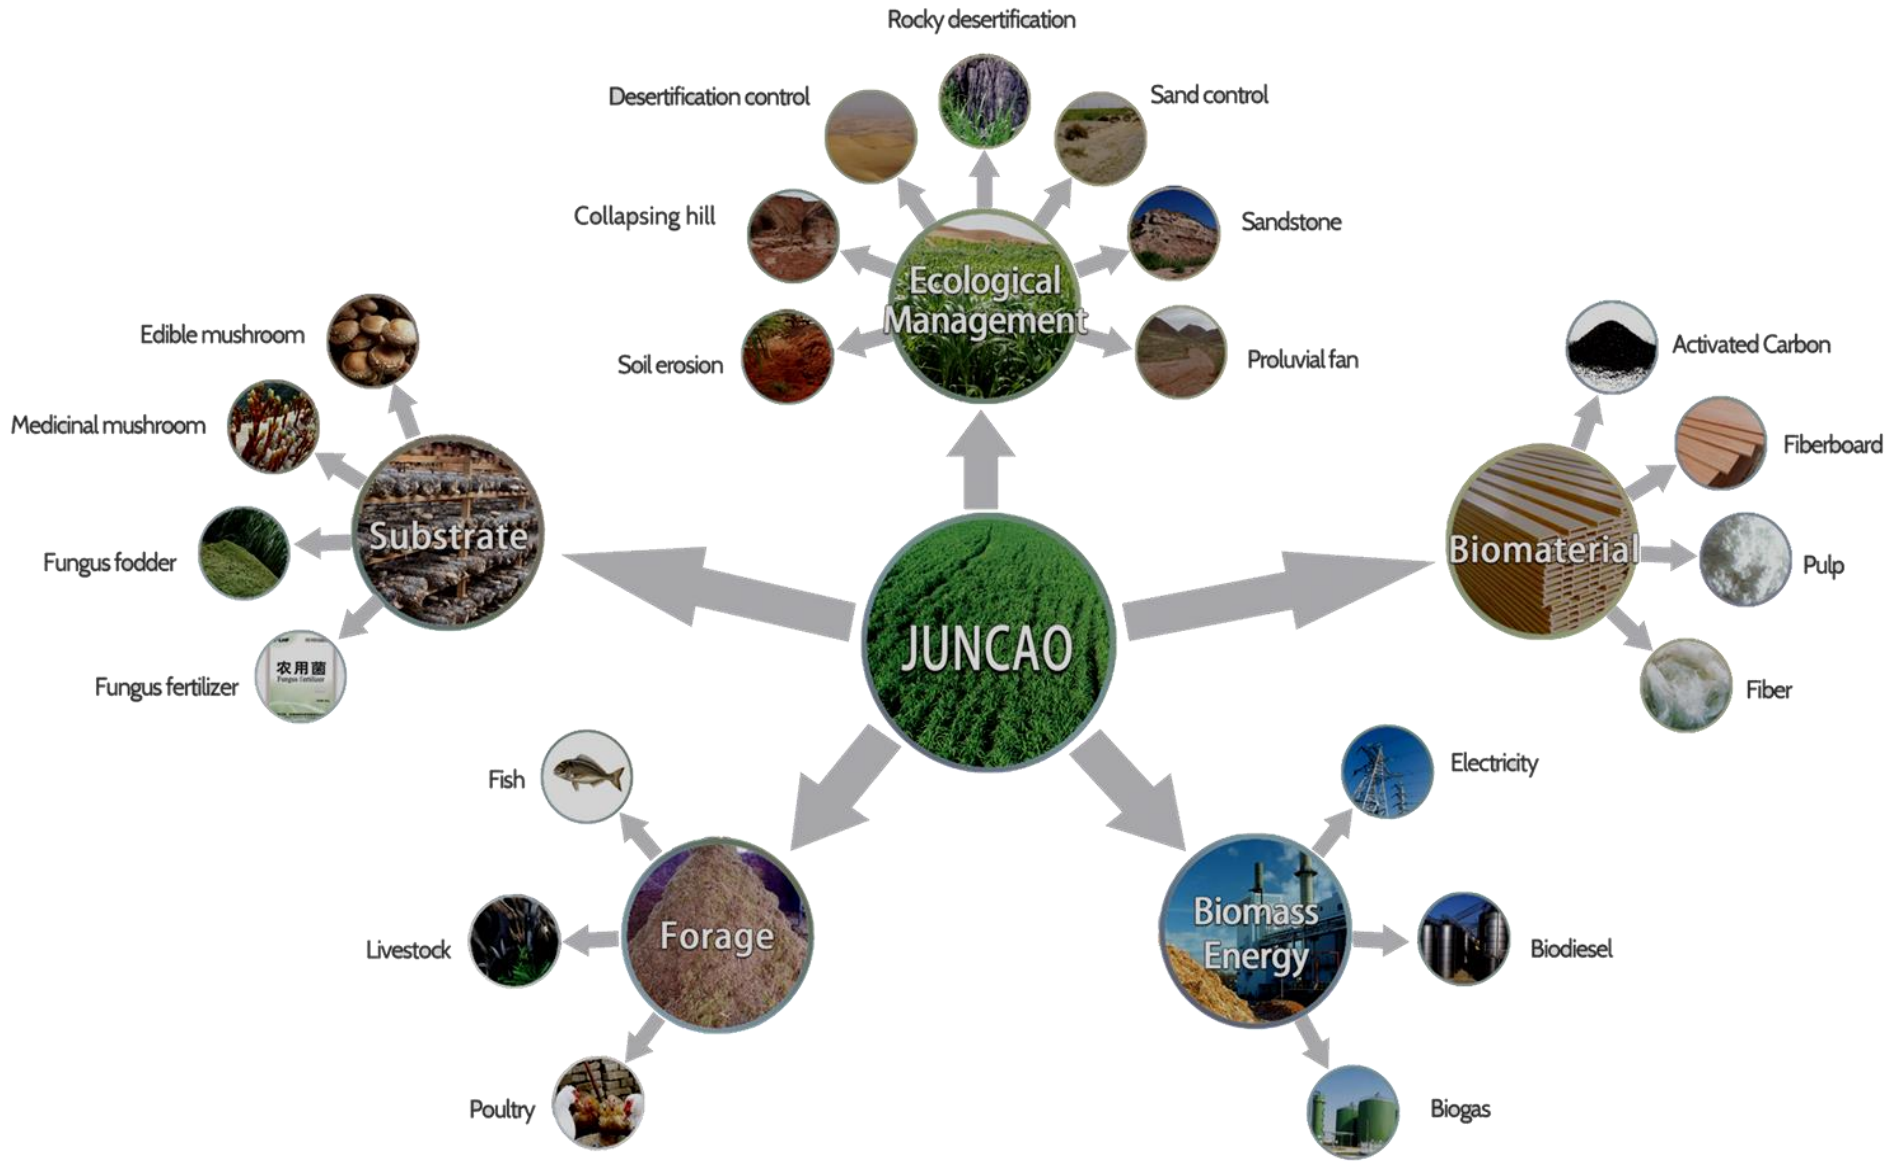 Rocky desertification
Desertification control
Sand control
Collapsing hill
Sandstone
Ecological
Management
Soil erosion
Proluvial fan
Edible mushroom
Medicinal mushroom
Substrate
Fungus fodder
Fungus fertilizer
农用菌
Fungus fertilizer
Activated Carbon
Fiberboard
Biomaterial
Pulp
Fiber
JUNCAO
Fish
Livestock
Forage
Poultry
Electricity
Biomass
Energy
Biodiesel
Biogas